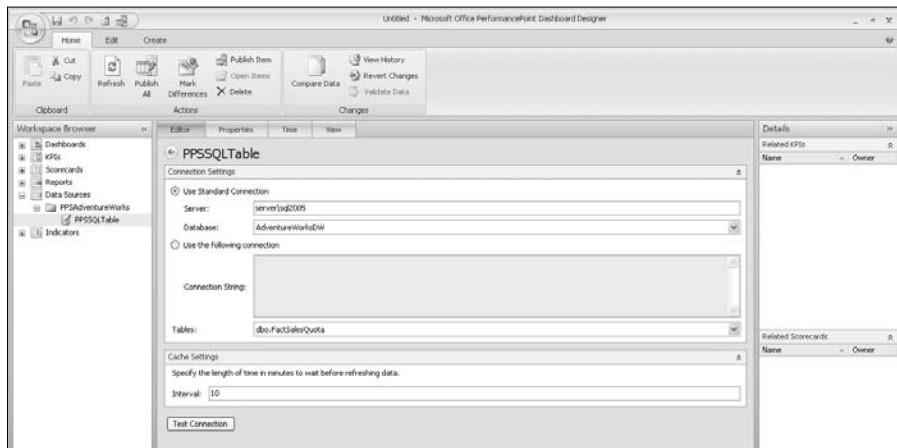 Untitled - Microsoft Office PerformancePoint Dashboard Designer
Home Edit Create
Paste
Cut
Copy
Clipboard
Refresh
Publish All
Mark Differences
Publish Item
Open Items
Delete
Actions
Compare Data
View History
Revert Changes
Validate Data
Changes
Workspace Browser
Dashboards
KPIs
Scorecards
Reports
Data Sources
PPSAdventureWorks
PPSSQLTable
Indicators
Editor Properties Time View
PPSSQLTable
Connection Settings
Use Standard Connection
Server: server\sql2005
Database: AdventureWorksDW
Use the following connection
Connection String:
Tables: dbo.FactSalesQuota
Cache Settings
Specify the length of time in minutes to wait before refreshing data.
Interval: 10
Test Connection
Details
Related KPIs
Name Owner
Related Scorecards
Name Owner